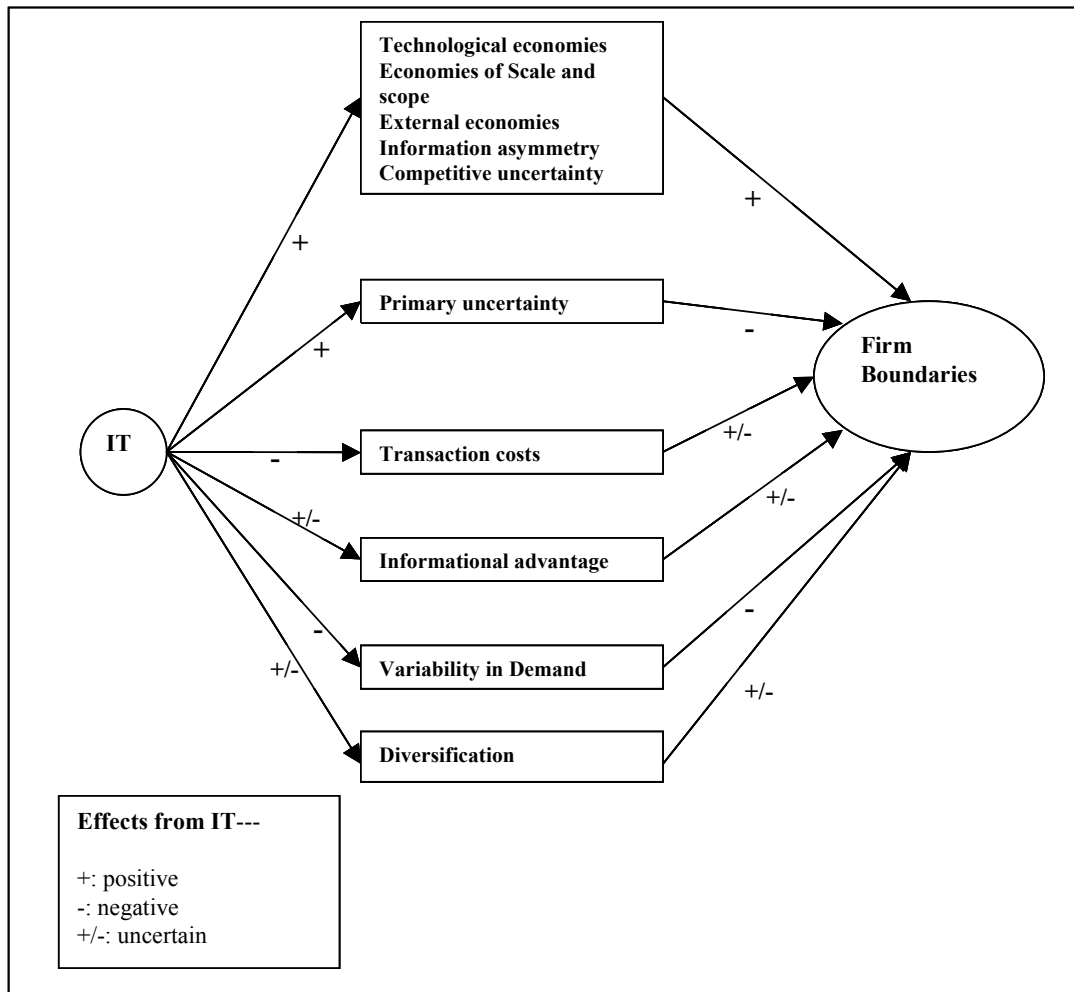 Technological economies
Economies of Scale and
scope
External economies
Information asymmetry
Competitive uncertainty
+
+
Primary uncertainty
+
-
Firm
Boundaries
IT
-
Transaction costs
+/-
+/-
Informational advantage
+/-
-
Variability in Demand
-
+/-
Diversification
+/-
Effects from IT---
+: positive
-: negative
+/-: uncertain